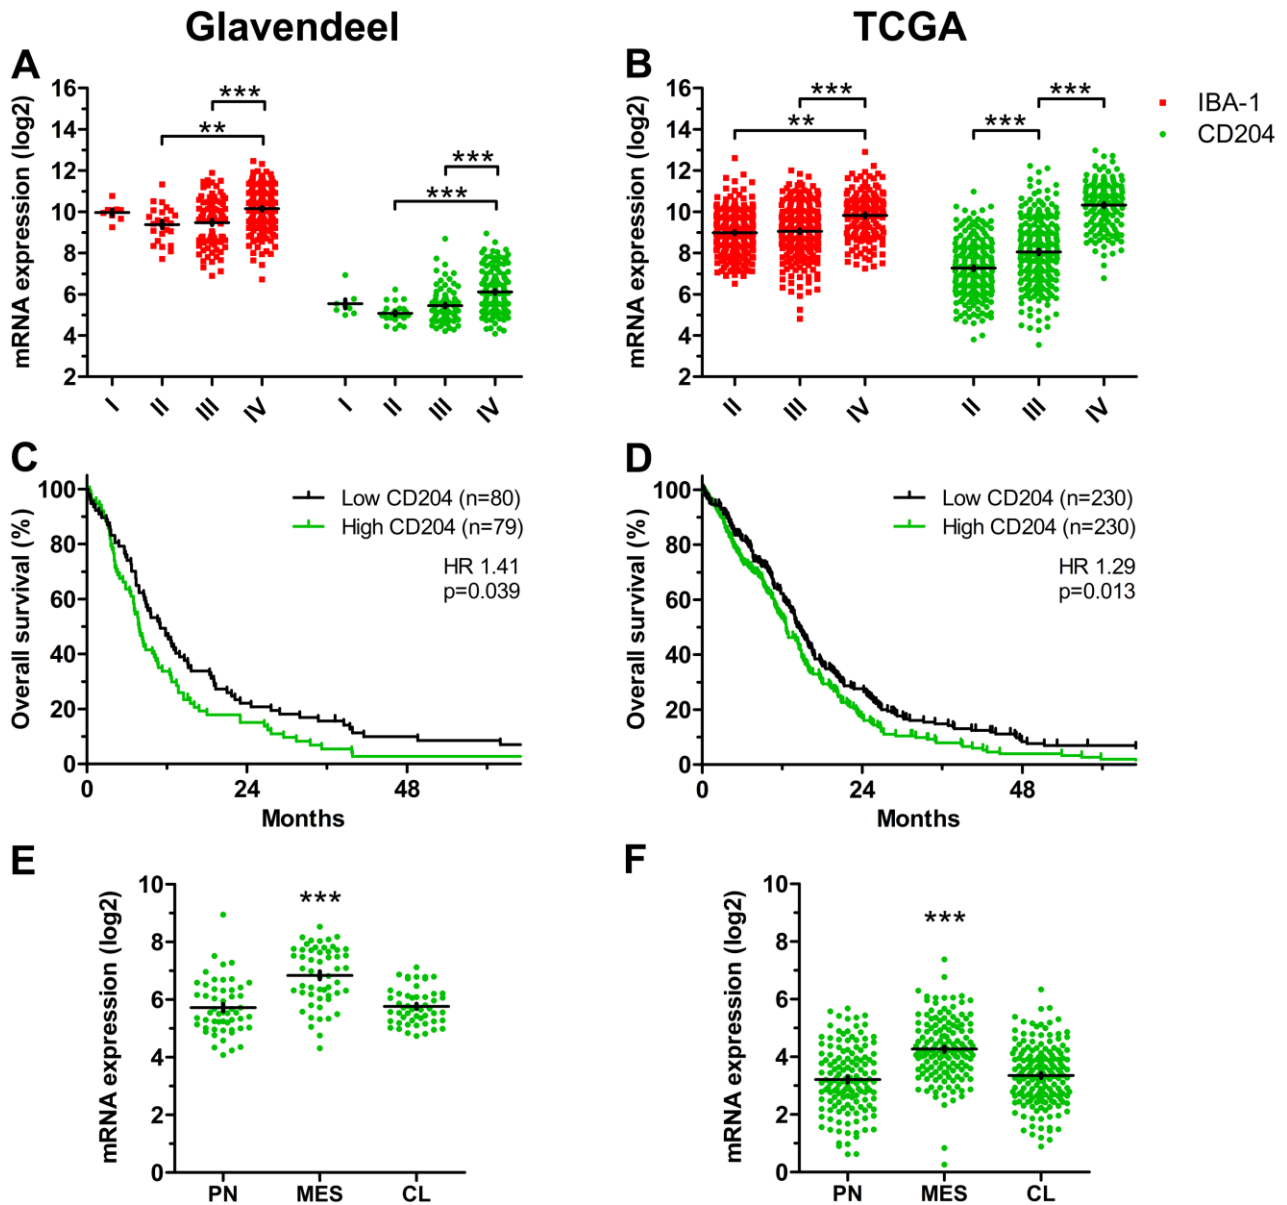 Glavendeel
TCGA
A
mRNA expression (log2)
16
14
12
10
8
6
4
2
***
**
***
***
I
II
III
IV
I
II
III
IV
B
mRNA expression (log2)
16
14
12
10
8
6
4
2
***
**
***
***
II
III
IV
II
III
IV
IBA-1
CD204
C
Overall survival (%)
100
80
60
40
20
0
Low CD204 (n=80)
High CD204 (n=79)
HR 1.41
p=0.039
0
24
48
Months
D
Overall survival (%)
100
80
60
40
20
0
Low CD204 (n=230)
High CD204 (n=230)
HR 1.29
p=0.013
0
24
48
Months
E
mRNA expression (log2)
10
8
6
4
2
0
***
PN
MES
CL
F
mRNA expression (log2)
10
8
6
4
2
0
***
PN
MES
CL